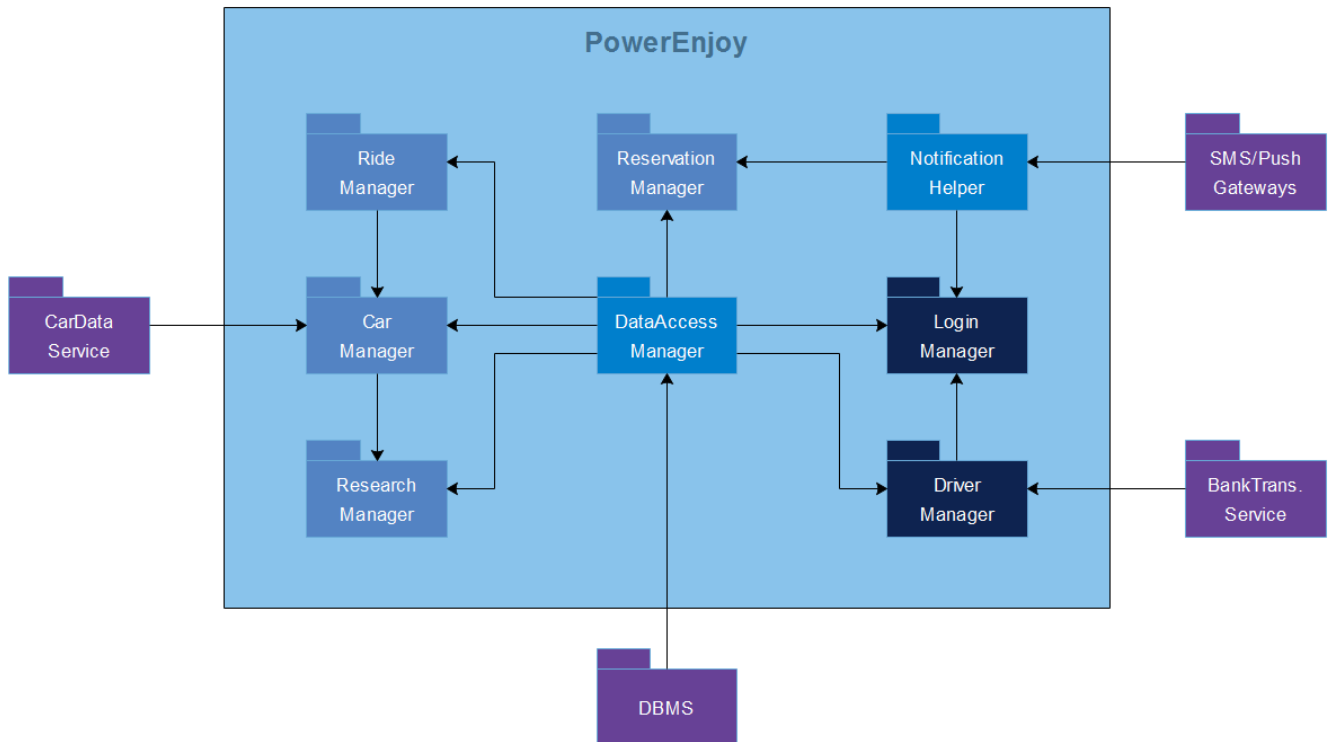 PowerEnjoy
Ride
Manager
Reservation
Manager
Notification
Helper
SMS/Push
Gateways
CarData
Service
Car
Manager
DataAccess
Manager
Login
Manager
Research
Manager
Driver
Manager
BankTrans.
Service
DBMS